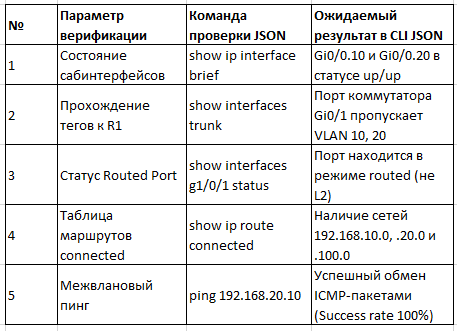 №
Параметр
верификации
Команда
проверки JSON
Ожидаемый
результат в CLI JSON
1
Состояние
сабинтерфейсов
show ip interface
brief
Gi0/0.10 и Gi0/0.20 в
статусе up/up
2
Прохождение
тегов к R1
show interfaces
trunk
Порт коммутатора
Gi0/1 пропускает
VLAN 10, 20
3
Статус Routed Port
show interfaces
g1/0/1 status
Порт находится в
режиме routed (не
L2)
4
Таблица
маршрутов
connected
show ip route
connected
Наличие сетей
192.168.10.0, .20.0 и
.100.0
5
Межвлановый
пинг
ping 192.168.20.10
Успешный обмен
ICMP-пакетами
(Success rate 100%)